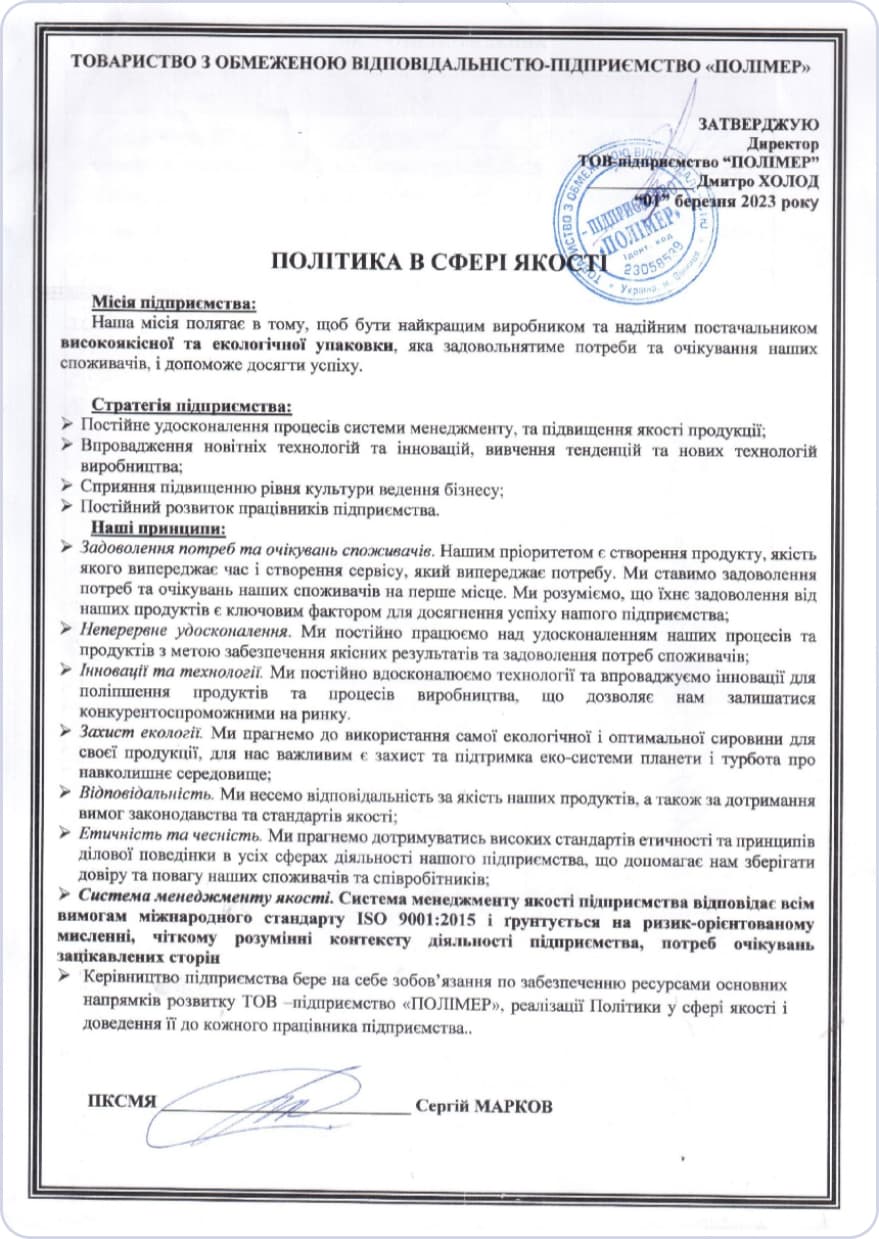 ТОВАРИСТВО З ОБМЕЖЕНОЮ ВІДПОВІДАЛЬНІСТЮ-ПІДПРИЄМСТВО «ПОЛІМЕР»
ЗАТВЕРДЖУЮ
Директор
ТОВ-підприємство “ПОЛІМЕР”
Дмитро ХОЛОД
“01” березня 2023 року
ТОВАРИСТВО З ОБМЕЖЕНОЮ ВІДПОВІДАЛЬНІСТЮ
ПІДПРИЄМСТВО
«ПОЛІМЕР»
Ідент. код
23058539
Україна, м. Вінниця
ПОЛІТИКА В СФЕРІ ЯКОСТІ
Місія підприємства:
Наша місія полягає в тому, щоб бути найкращим виробником та надійним постачальником
високоякісної та екологічної упаковки, яка задовольнятиме потреби та очікування наших
споживачів, і допоможе досягти успіху.
Стратегія підприємства:
➢ Постійне удосконалення процесів системи менеджменту, та підвищення якості продукції;
➢ Впровадження новітніх технологій та інновацій, вивчення тенденцій та нових технологій
виробництва;
➢ Сприяння підвищенню рівня культури ведення бізнесу;
➢ Постійний розвиток працівників підприємства.
Наші принципи:
➢ Задоволення потреб та очікувань споживачів. Нашим пріоритетом є створення продукту, якість
якого випереджає час і створення сервісу, який випереджає потребу. Ми ставимо задоволення
потреб та очікувань наших споживачів на перше місце. Ми розуміємо, що їхнє задоволення від
наших продуктів є ключовим фактором для досягнення успіху нашого підприємства;
➢ Неперервне удосконалення. Ми постійно працюємо над удосконаленням наших процесів та
продуктів з метою забезпечення якісних результатів та задоволення потреб споживачів;
➢ Інновації та технології. Ми постійно вдосконалюємо технології та впроваджуємо інновації для
поліпшення продуктів та процесів виробництва, що дозволяє нам залишатися
конкурентоспроможними на ринку.
➢ Захист екології. Ми прагнемо до використання самої екологічної і оптимальної сировини для
своєї продукції, для нас важливим є захист та підтримка еко-системи планети і турбота про
навколишнє середовище;
➢ Відповідальність. Ми несемо відповідальність за якість наших продуктів, а також за дотримання
вимог законодавства та стандартів якості;
➢ Етичність та чесність. Ми прагнемо дотримуватись високих стандартів етичності та принципів
ділової поведінки в усіх сферах діяльності нашого підприємства, що допомагає нам зберігати
довіру та повагу наших споживачів та співробітників;
➢ Система менеджменту якості. Система менеджменту якості підприємства відповідає всім
вимогам міжнародного стандарту ISO 9001:2015 і ґрунтується на ризик-орієнтованому
мисленні, чіткому розумінні контексту діяльності підприємства, потреб очікувань
зацікавлених сторін
➢ Керівництво підприємства бере на себе зобов’язання по забезпеченню ресурсами основних
напрямків розвитку ТОВ –підприємство «ПОЛІМЕР», реалізації Політики у сфері якості і
доведення її до кожного працівника підприємства..
ПКСМЯ Сергій МАРКОВ